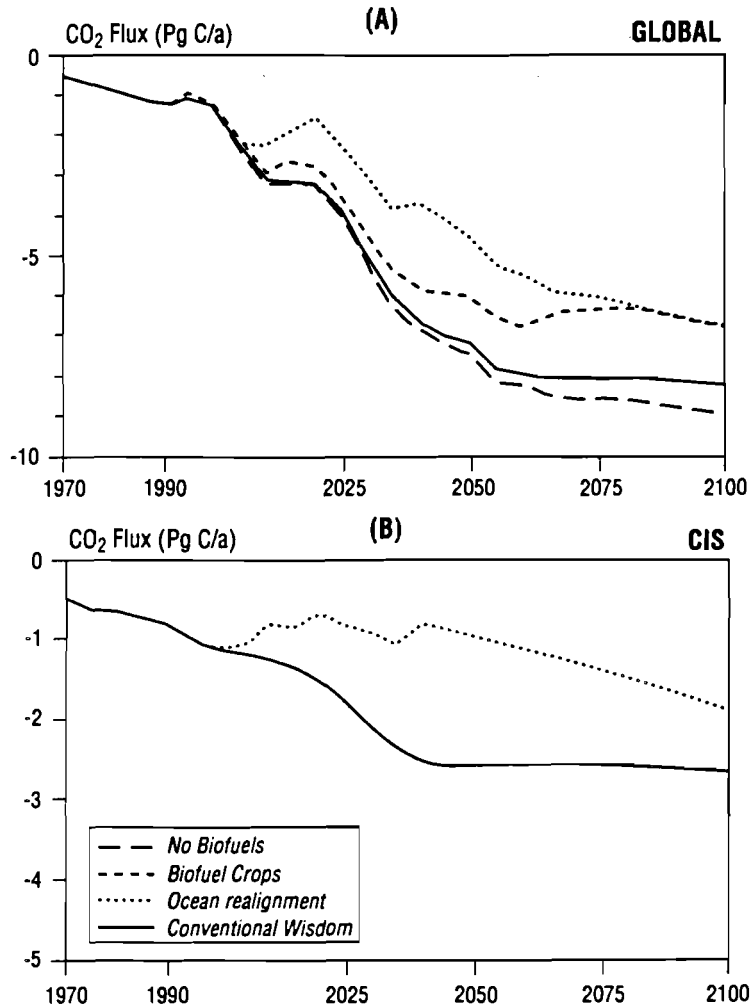 (A)
CO2 Flux (Pg C/a) GLOBAL
0
-5
-10
1970 1990 2025 2050 2075 2100
(B)
CO2 Flux (Pg C/a) CIS
0
-1
-2
-3
-4
-5
No Biofuels
Biofuel Crops
Ocean realignment
Conventional Wisdom
1970 1990 2025 2050 2075 2100